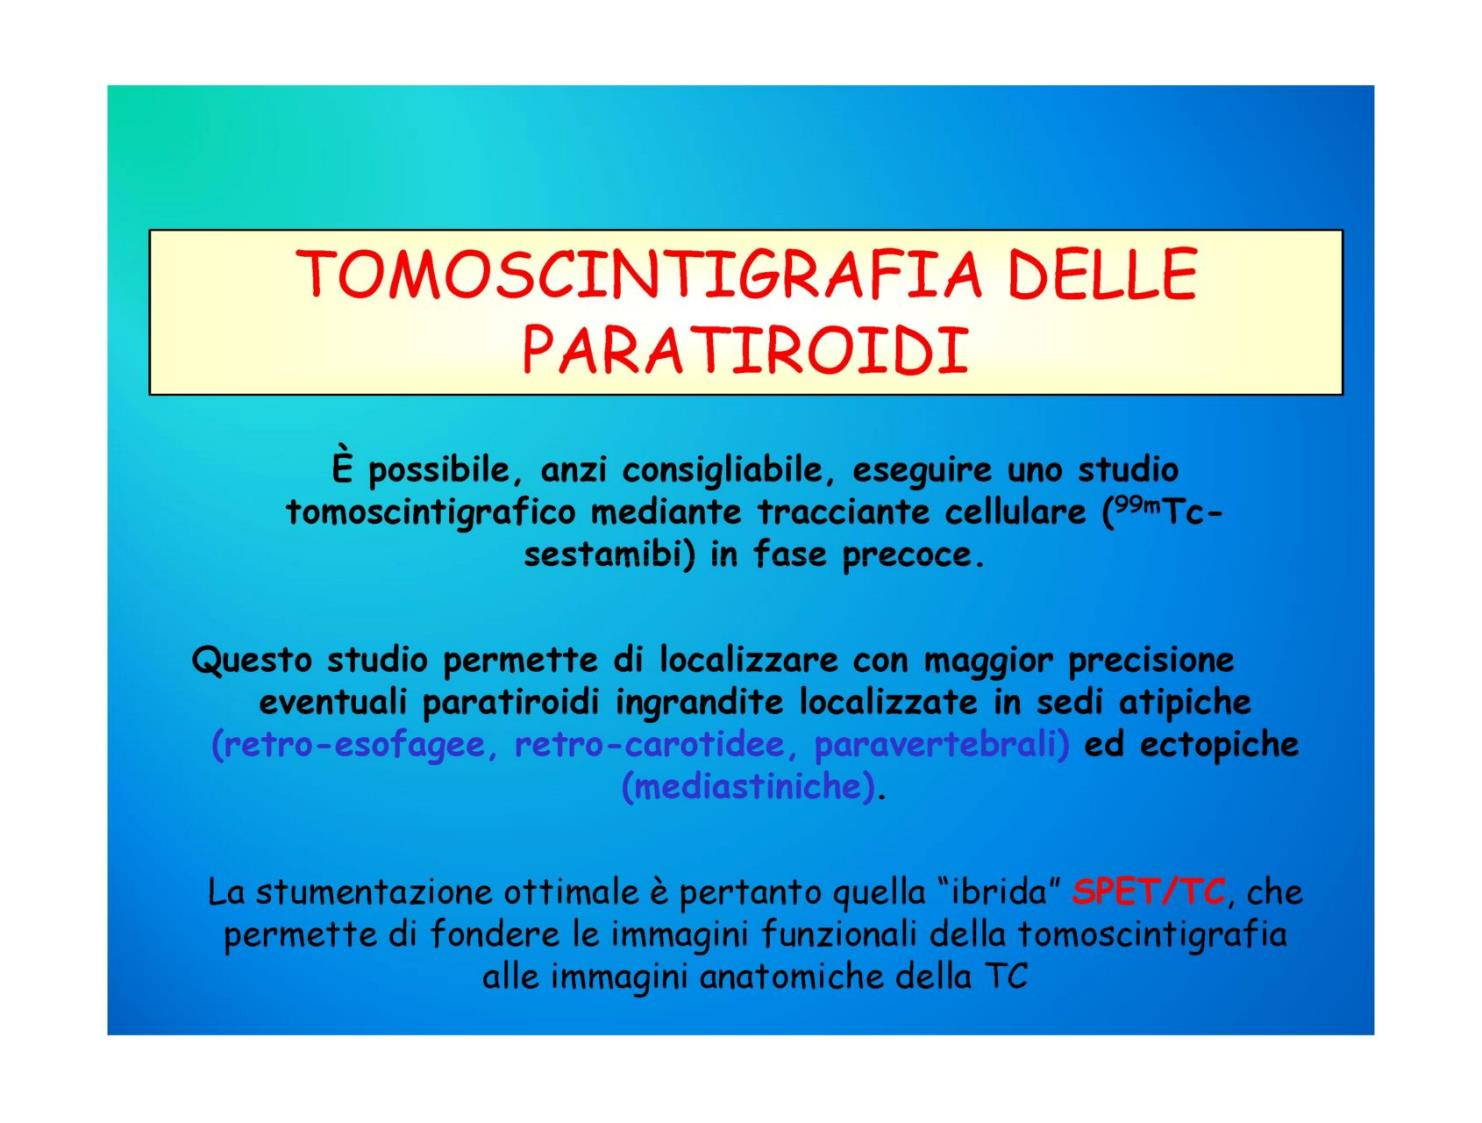 TOMOSCINTIGRAFIA DELLE
PARATIROIDI
È possibile, anzi consigliabile, eseguire uno studio
tomoscintigrafico mediante tracciante cellulare (⁹⁹ᵐTc-
sestamibi) in fase precoce.
Questo studio permette di localizzare con maggior precisione
eventuali paratiroidi ingrandite localizzate in sedi atipiche
(retro-esofagee, retro-carotidee, paravertebrali) ed ectopiche
(mediastiniche).
La stumentazione ottimale è pertanto quella “ibrida” SPET/TC, che
permette di fondere le immagini funzionali della tomoscintigrafia
alle immagini anatomiche della TC